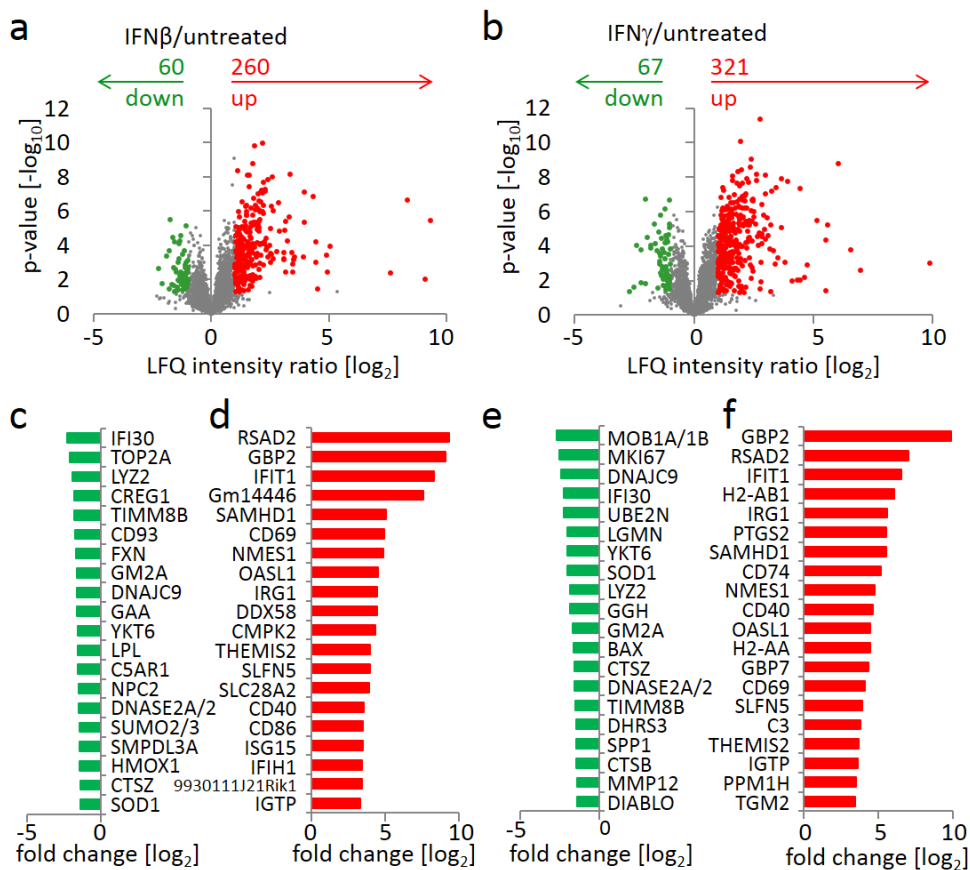 a
IFNβ/untreated
60
260
down
up
p-value [-log10]
12
10
8
6
4
2
0
-5
0
5
10
LFQ intensity ratio [log2]
b
IFNγ/untreated
67
321
down
up
p-value [-log10]
12
10
8
6
4
2
0
-5
0
5
10
LFQ intensity ratio [log2]
c
IFI30
TOP2A
LYZ2
CREG1
TIMM8B
CD93
FXN
GM2A
DNAJC9
GAA
YKT6
LPL
C5AR1
NPC2
DNASE2A/2
SUMO2/3
SMPDL3A
HMOX1
CTSZ
SOD1
-5
0
fold change [log2]
d
RSAD2
GBP2
IFIT1
Gm14446
SAMHD1
CD69
NMES1
OASL1
IRG1
DDX58
CMPK2
THEMIS2
SLFN5
SLC28A2
CD40
CD86
ISG15
IFIH1
9930111J21Rik1
IGTP
0
5
10
fold change [log2]
e
MOB1A/1B
MKI67
DNAJC9
IFI30
UBE2N
LGMN
YKT6
SOD1
LYZ2
GGH
GM2A
BAX
CTSZ
DNASE2A/2
TIMM8B
DHRS3
SPP1
CTSB
MMP12
DIABLO
-5
0
fold change [log2]
f
GBP2
RSAD2
IFIT1
H2-AB1
IRG1
PTGS2
SAMHD1
CD74
NMES1
CD40
OASL1
H2-AA
GBP7
CD69
SLFN5
C3
THEMIS2
IGTP
PPM1H
TGM2
0
5
10
fold change [log2]